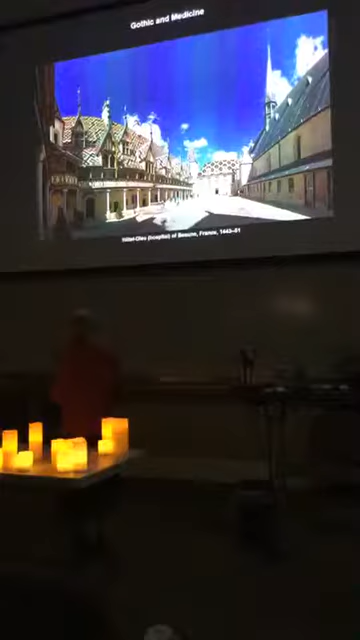 Gothic and Medicine
Hôtel-Dieu (hospital) of Beaune, France, 1443–51